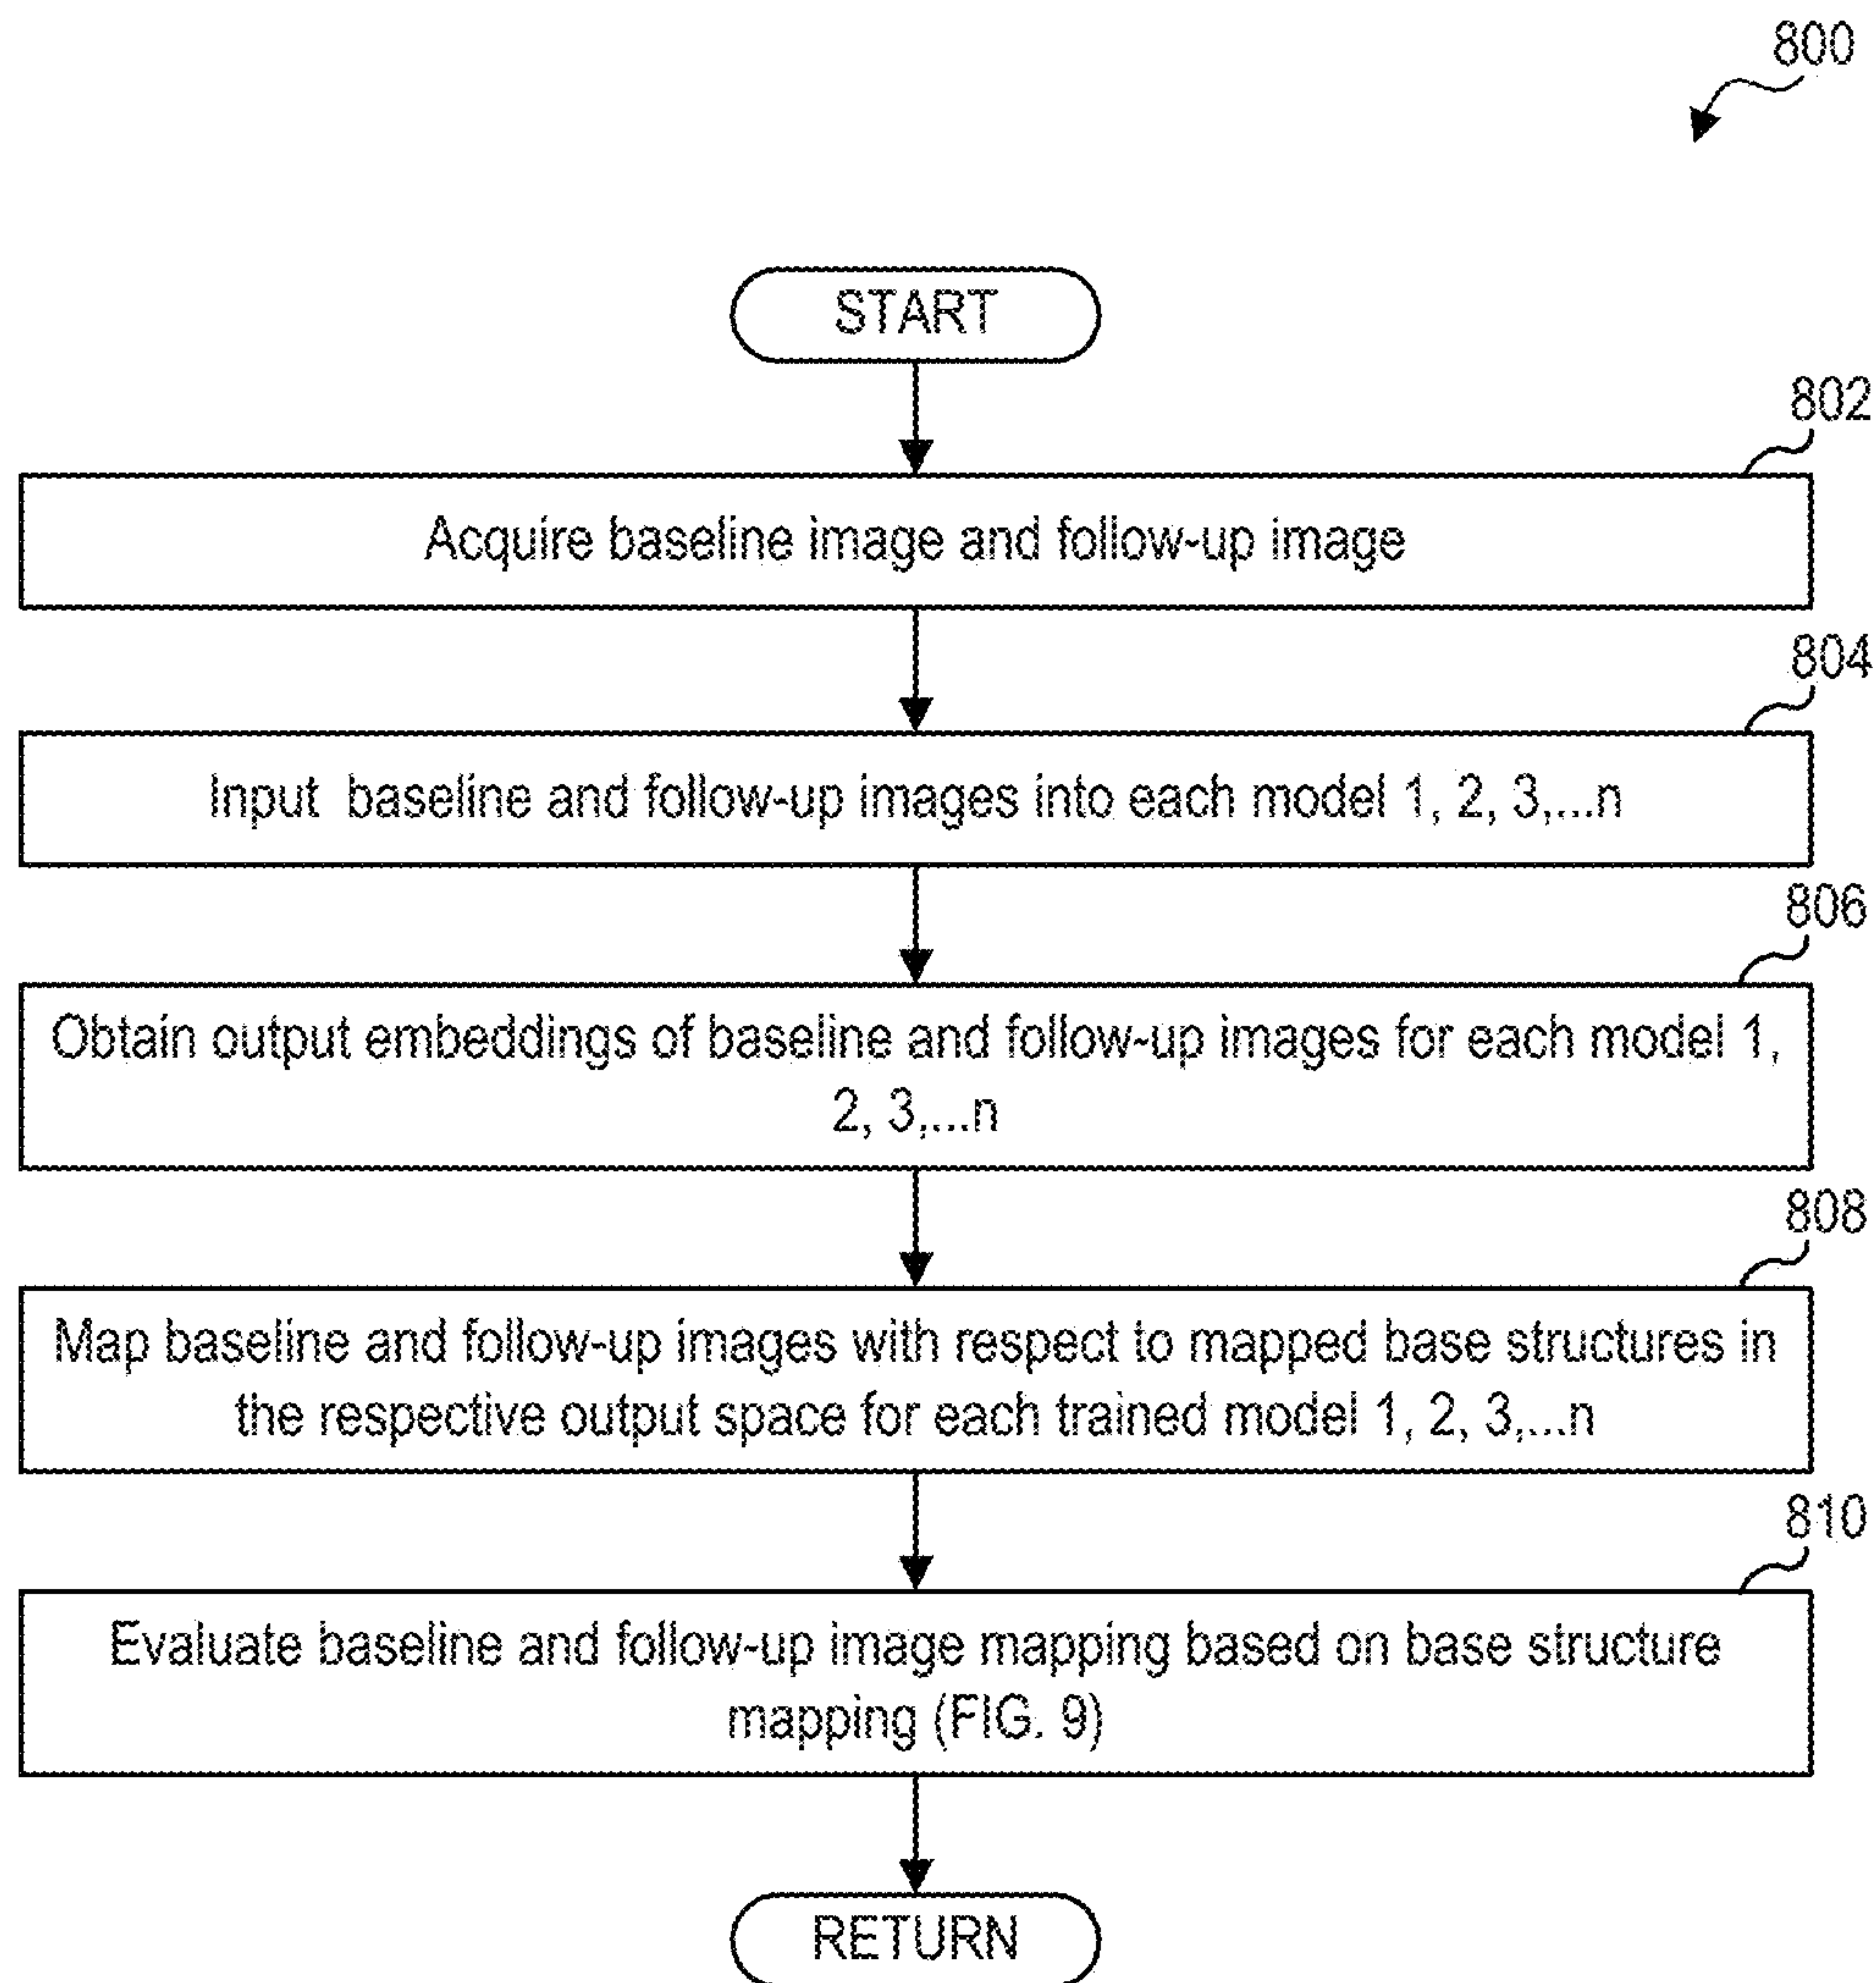 800
START
802
Acquire baseline image and follow-up image
804
Input baseline and follow-up images into each model 1, 2, 3,...n
806
Obtain output embeddings of baseline and follow-up images for each model 1,
2, 3,...n
808
Map baseline and follow-up images with respect to mapped base structures in
the respective output space for each trained model 1, 2, 3,...n
810
Evaluate baseline and follow-up image mapping based on base structure
mapping (FIG. 9)
RETURN